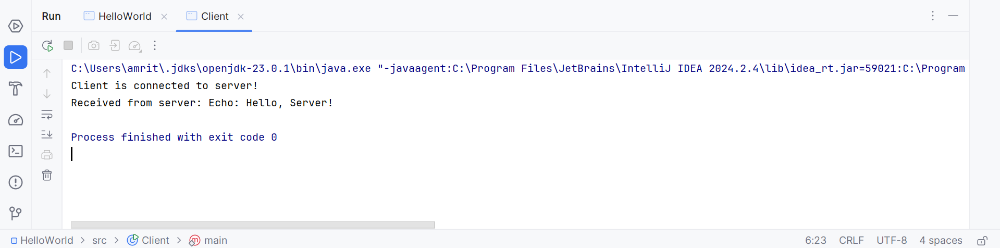 Run HelloWorld Client
C:\Users\amrit\.jdks\openjdk-23.0.1\bin\java.exe "-javaagent:C:\Program Files\JetBrains\IntelliJ IDEA 2024.2.4\lib\idea_rt.jar=59021:C:\Program
Client is connected to server!
Received from server: Echo: Hello, Server!
Process finished with exit code 0
HelloWorld > src > Client > main 6:23 CRLF UTF-8 4 spaces